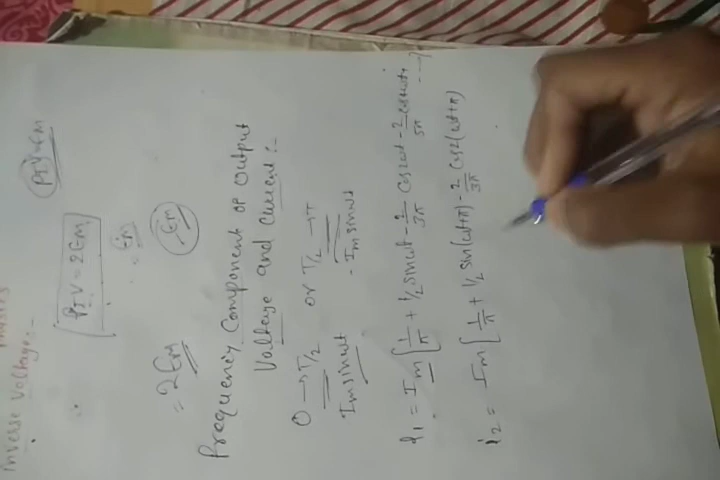 Inverse Voltage:-
PIV = 2Em
PIV = Em
= Em
- Em
= 2Em
Frequency Component of Output
Voltage and Current:-
0 → T/2 or T/2 → π
Im sinωt - Im sinωt
i1 = Im [ 1/π + 1/2 sinωt - 2/3π cos2ωt - 2/5π cos4ωt ----]
i2 = Im [ 1/π + 1/2 sin(ωt+π) - 2/3π cos2(ωt+π)